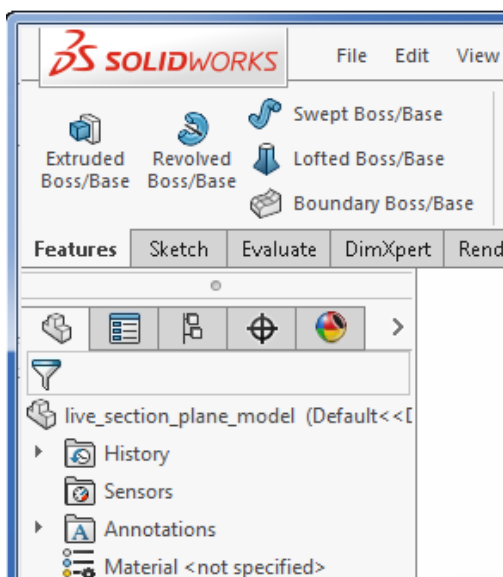 SOLIDWORKS File Edit View
Extruded Boss/Base
Revolved Boss/Base
Swept Boss/Base
Lofted Boss/Base
Boundary Boss/Base
Features Sketch Evaluate DimXpert Rend
live_section_plane_model (Default<<D
History
Sensors
A Annotations
Material <not specified>